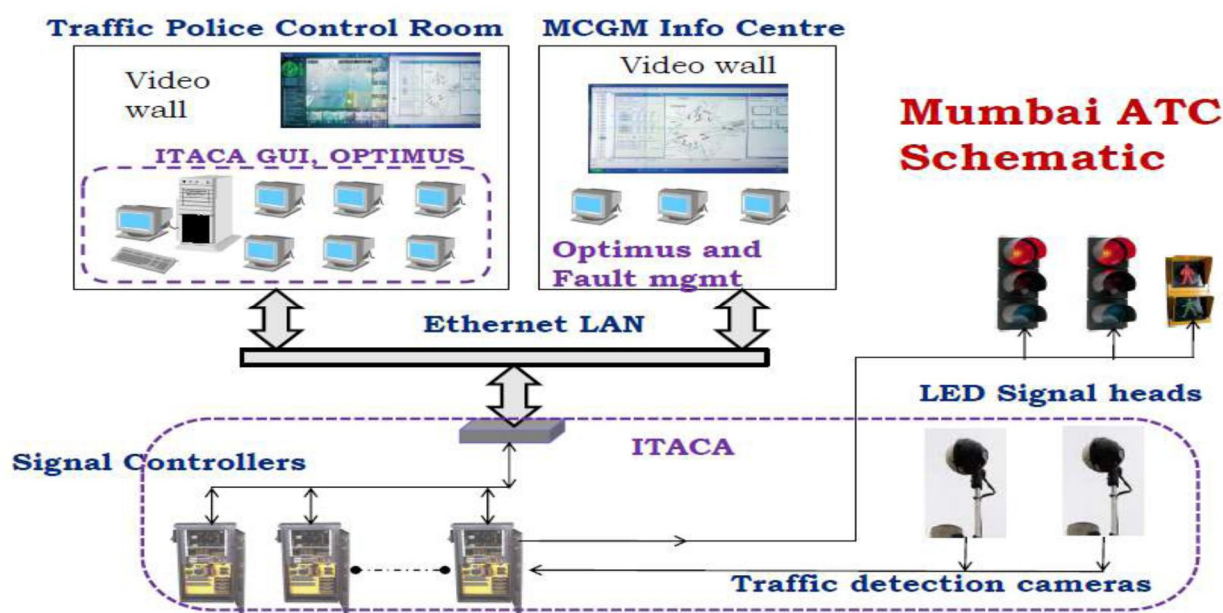 Traffic Police Control Room
MCGM Info Centre
Video
wall
Video wall
Mumbai ATC
Schematic
ITACA GUI, OPTIMUS
Optimus and
Fault mgmt
Ethernet LAN
LED Signal heads
ITACA
Signal Controllers
Traffic detection cameras